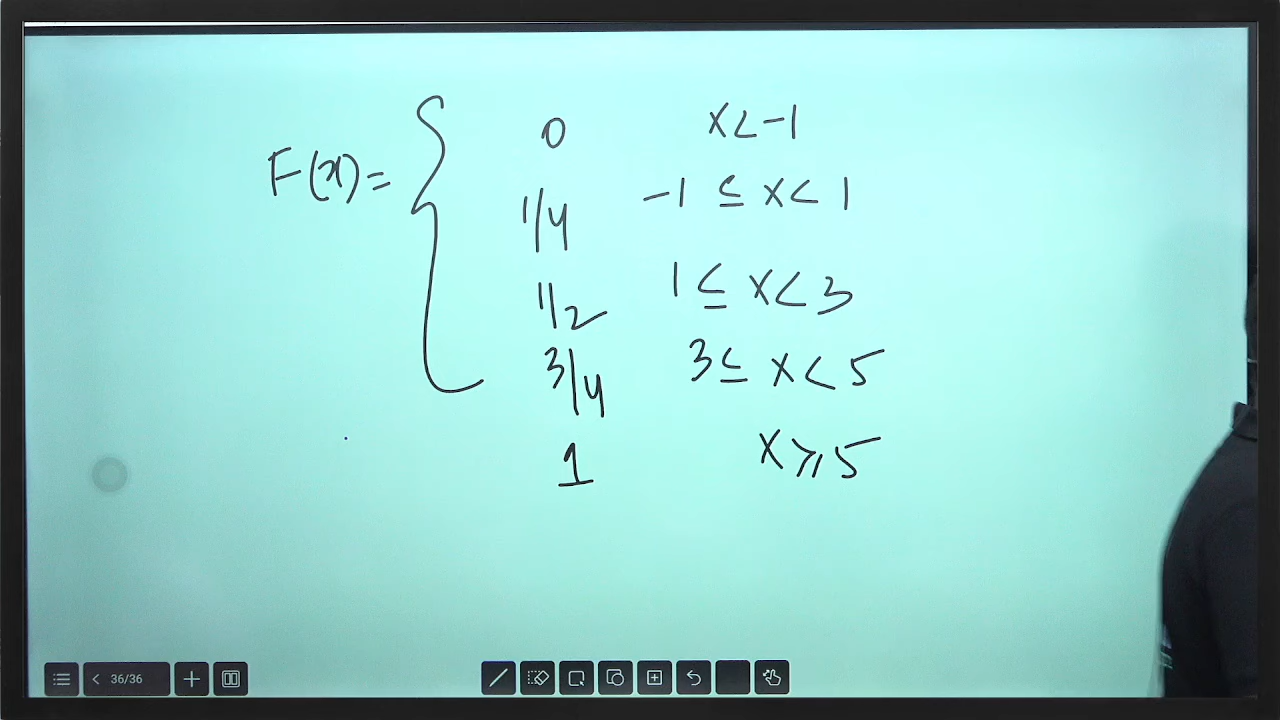 F(x) =
0 x < -1
1/4 -1 ≤ x < 1
1/2 1 ≤ x < 3
3/4 3 ≤ x < 5
1 x ≥ 5
36/36